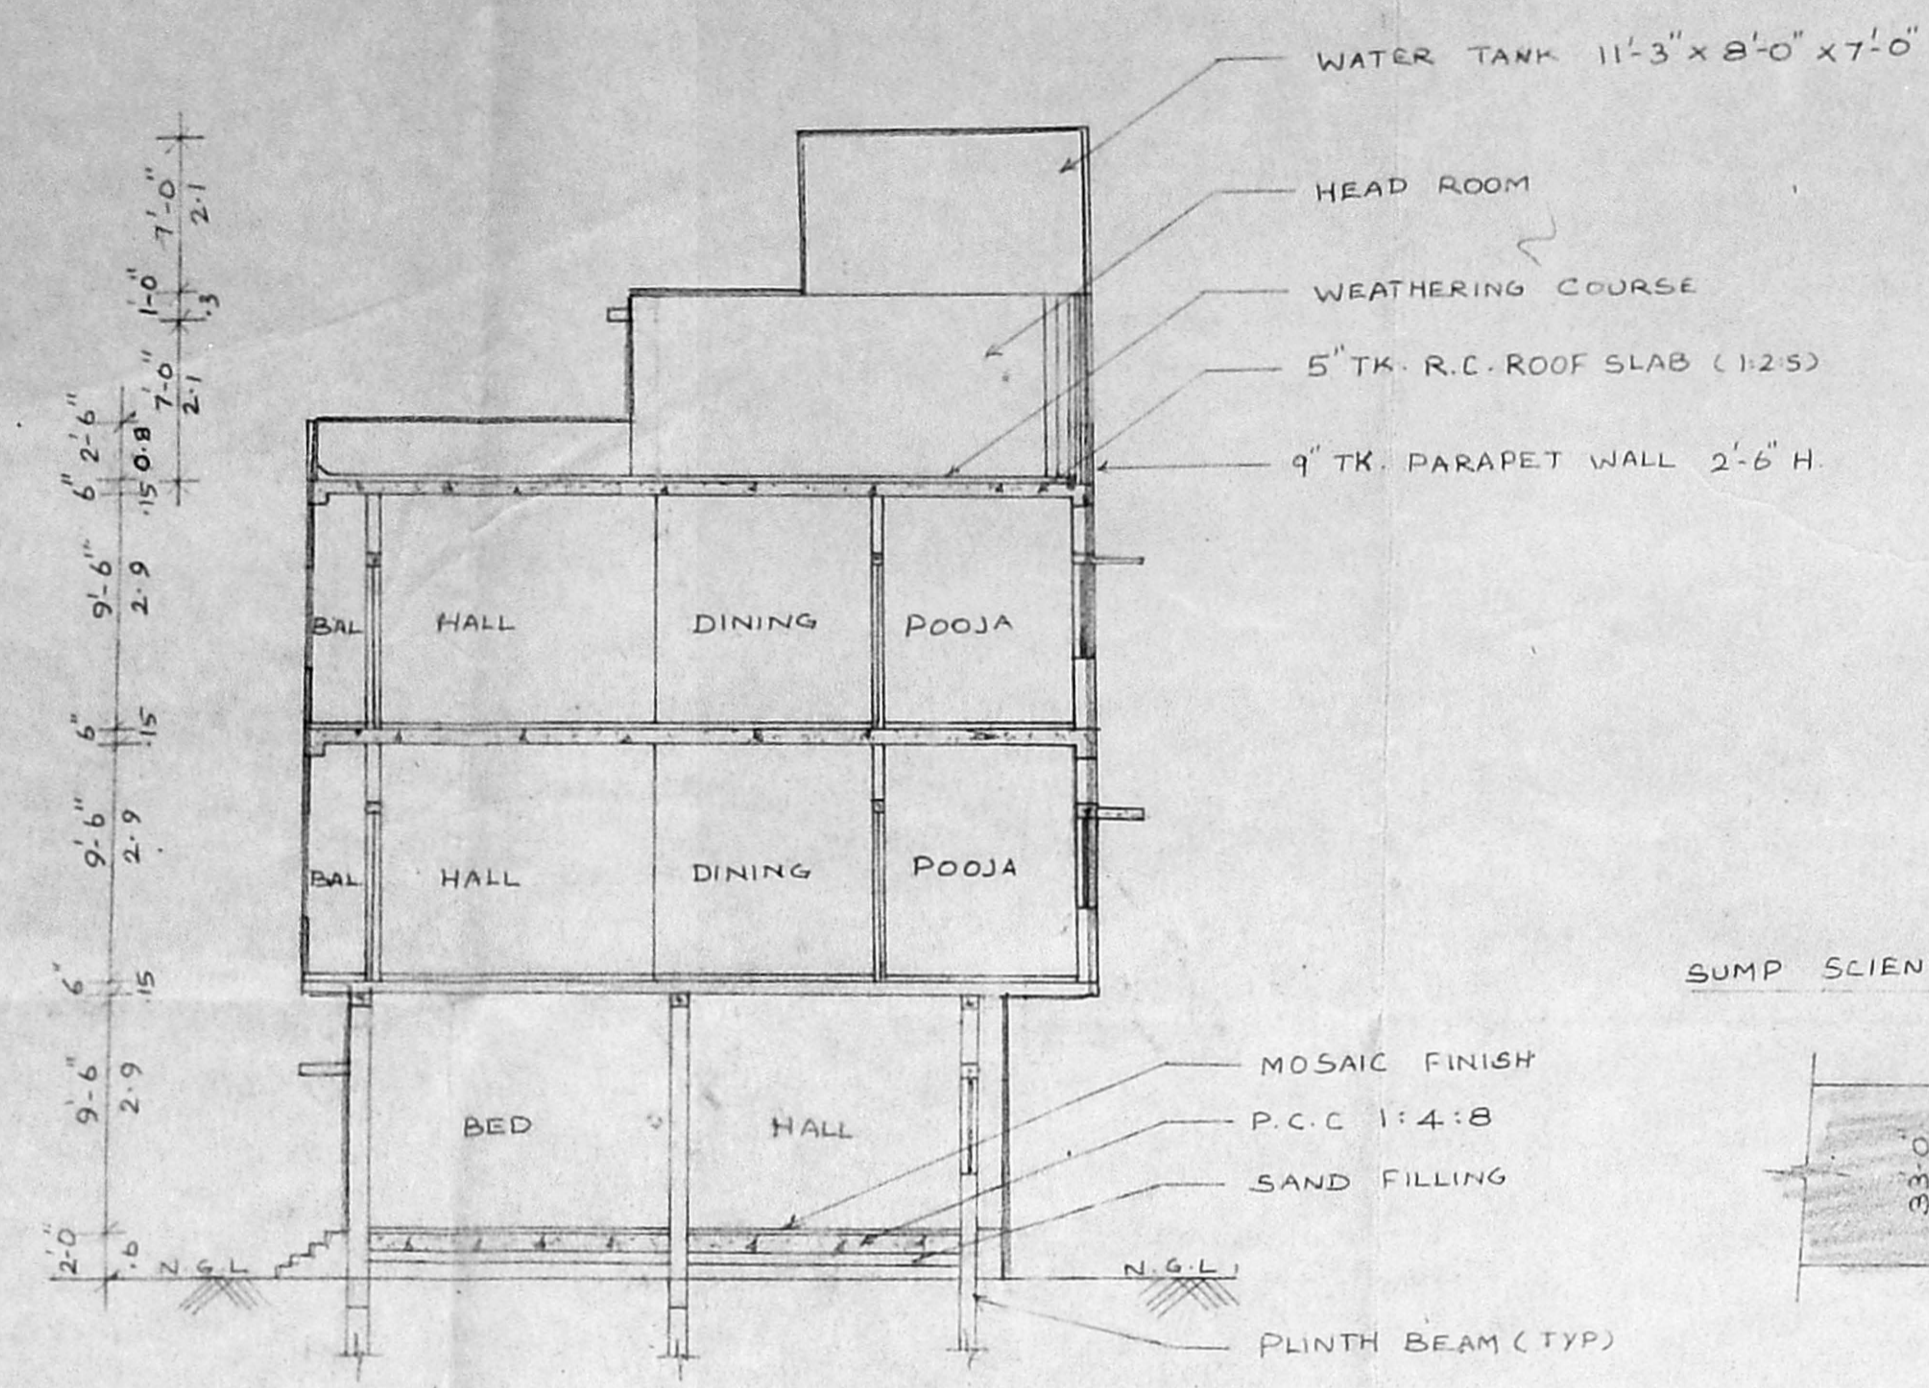 WATER TANK 11'-3" X 8'-0" X 7'-0"
HEAD ROOM
WEATHERING COURSE
5" TK. R.C. ROOF SLAB (1:2:5)
9" TK. PARAPET WALL 2'-6" H.
7'-0"
2.1
1'-0"
.3
7'-0"
2.1
2'-6"
0.8
6"
.15
9'-6"
2.9
6"
.15
9'-6"
2.9
6"
.15
9'-6"
2.9
2'-0"
.6
BAL HALL DINING POOJA
BAL HALL DINING POOJA
BED HALL
SUMP SCIEN
MOSAIC FINISH
P.C.C 1:4:8
SAND FILLING
33'-0"
N.G.L
N.G.L
PLINTH BEAM (TYP)